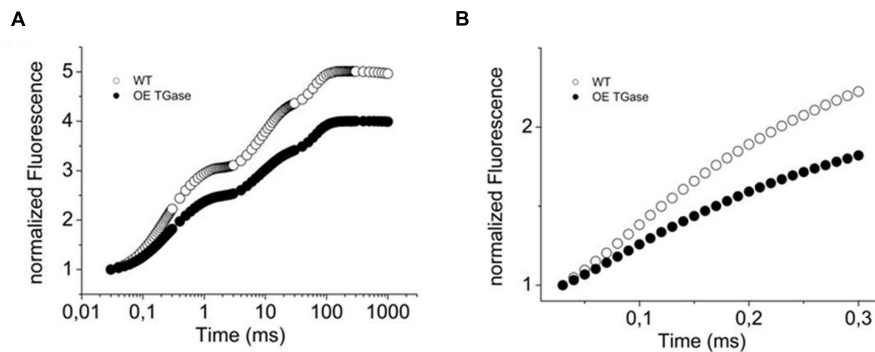 A
normalized Fluorescence
5
4
3
2
1
WT
OE TGase
0,01
0,1
1
10
100
1000
Time (ms)
B
normalized Fluorescence
2
1
WT
OE TGase
0,1
0,2
0,3
Time (ms)